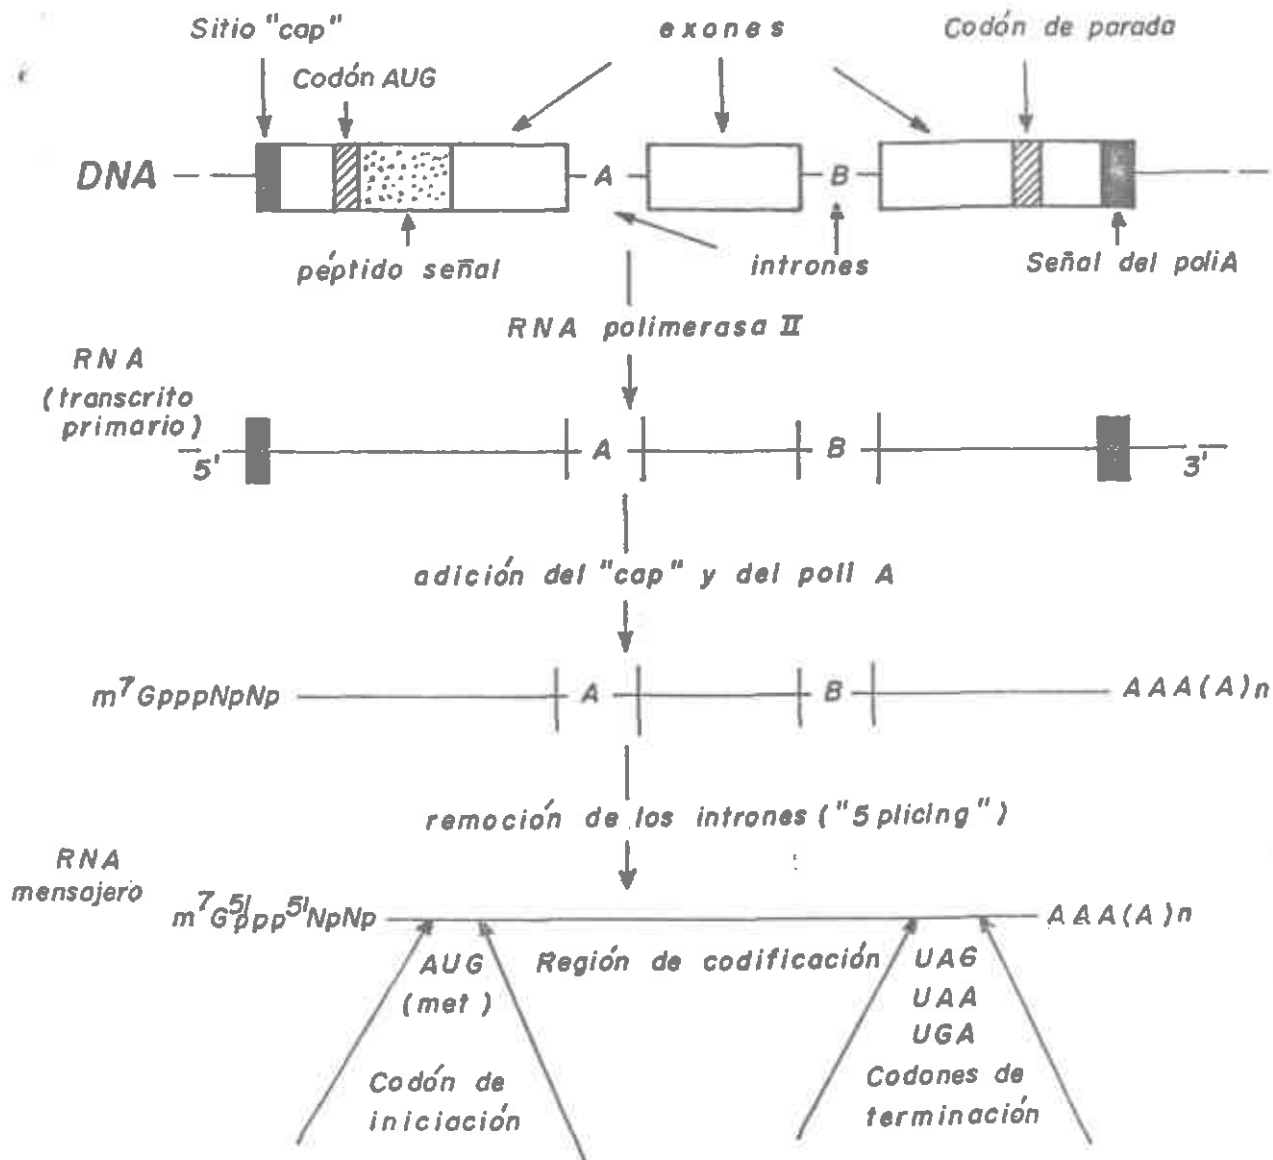 Sitio "cap"
exones
Codón de parada
Codón AUG
DNA
A
B
péptido señal
intrones
Señal del poliA
RNA polimerasa II
RNA
(transcrito
primario)
5'
A
B
3'
adición del "cap" y del poli A
m⁷GpppNpNp
A
B
AAA(A)n
remoción de los intrones ("5 plicing")
RNA
mensajero
m⁷G⁵'ppp⁵'NpNp
AAA(A)n
AUG
(met)
Región de codificación
UAG
UAA
UGA
Codón de
iniciación
Codones de
terminación